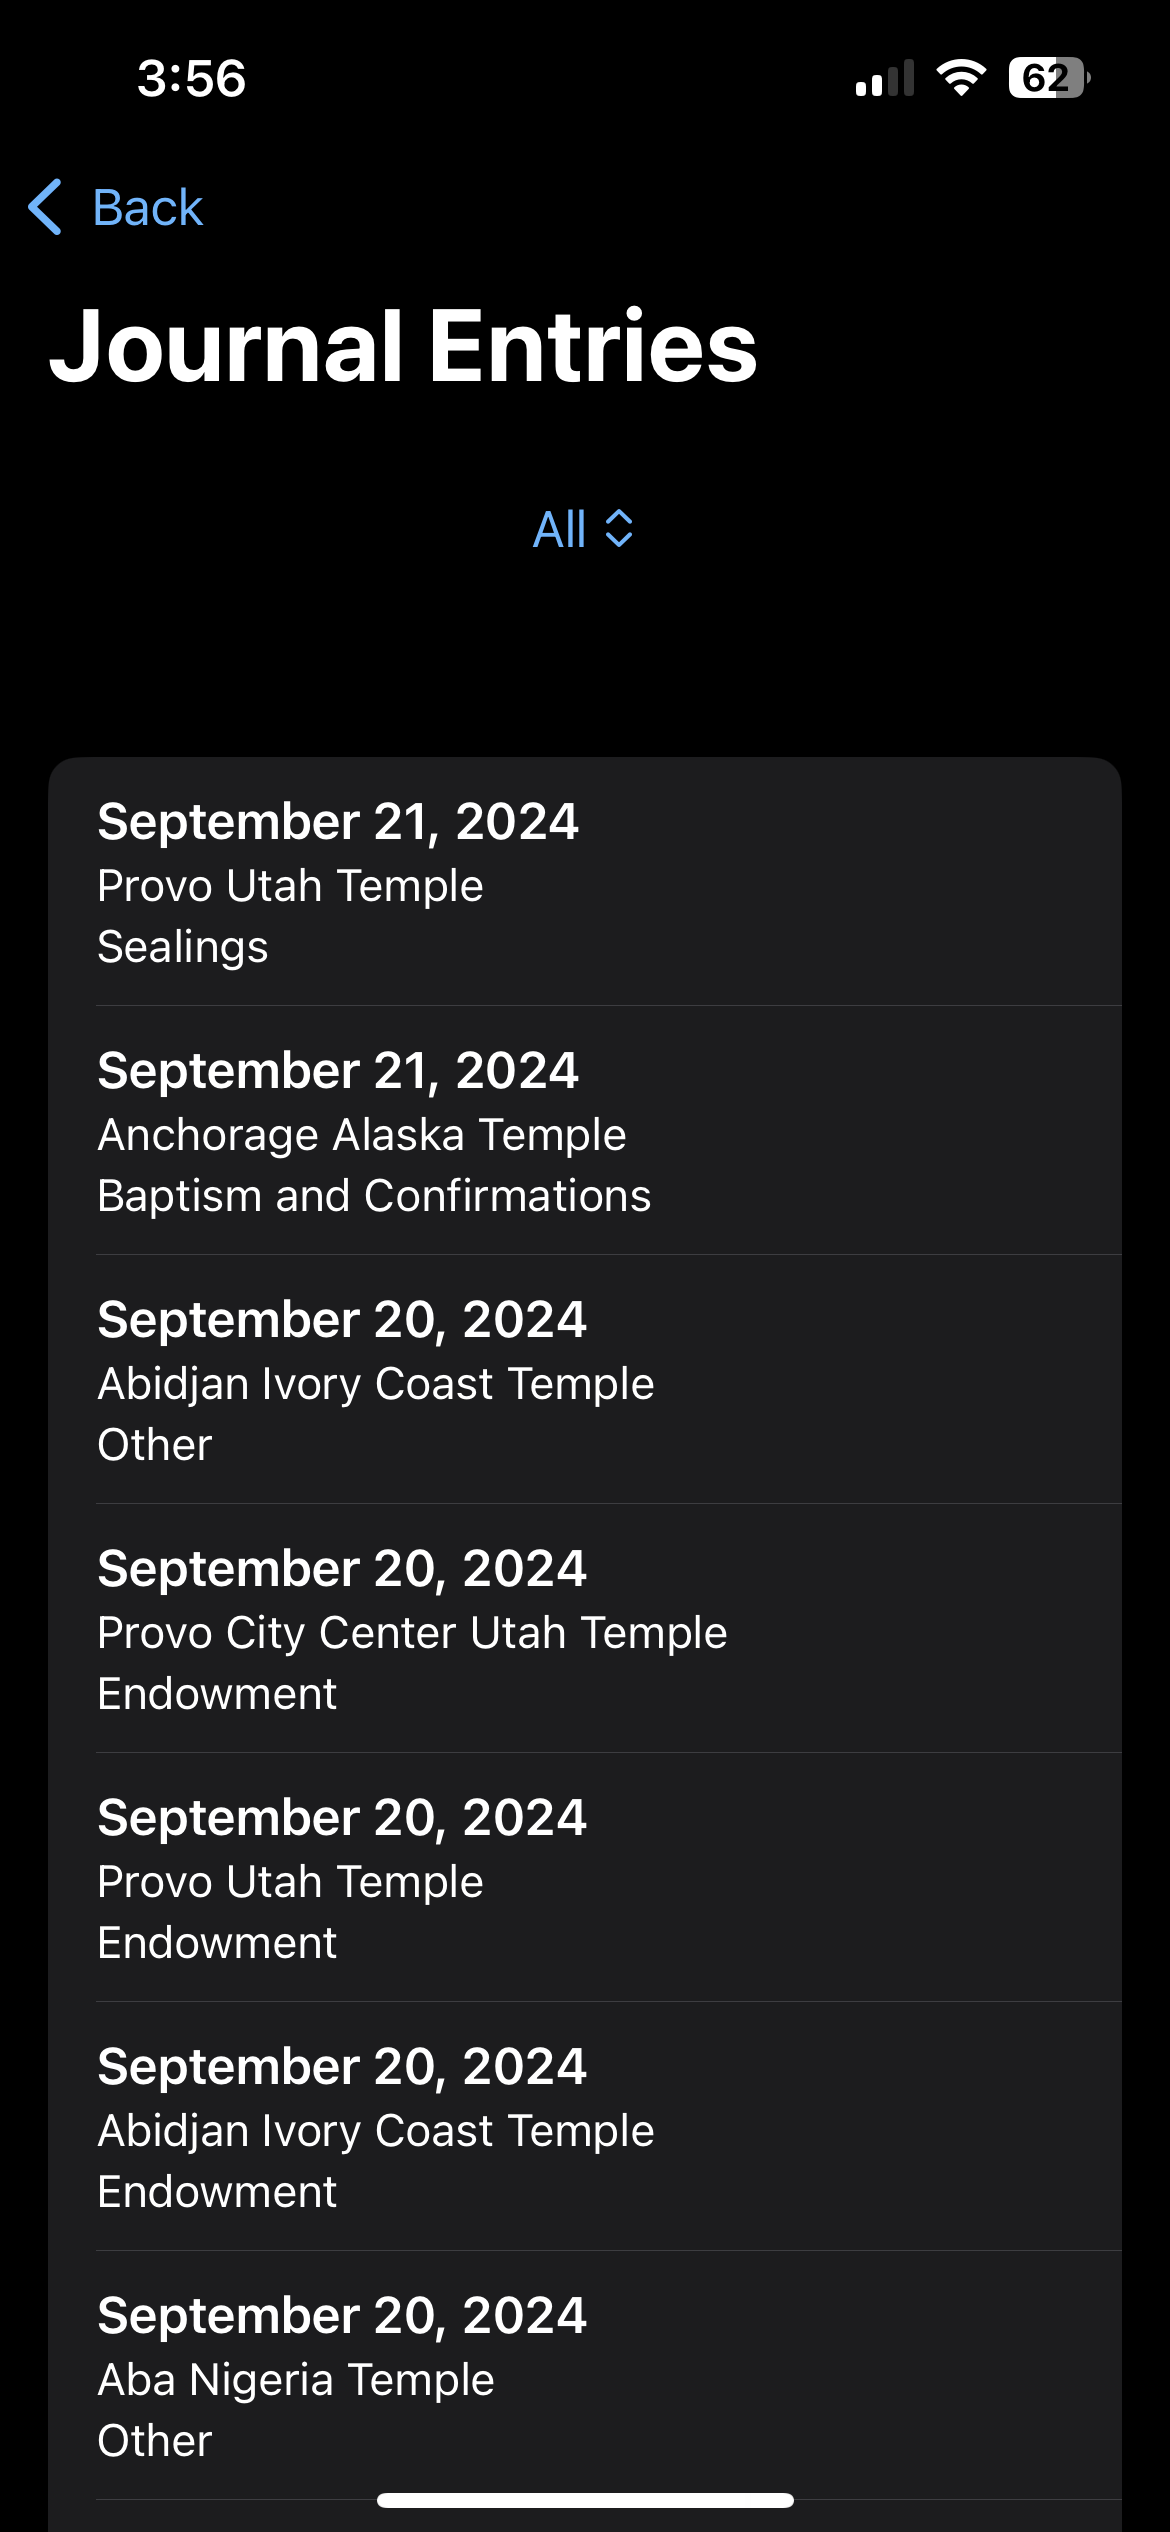 3:56
62
Back
Journal Entries
All
September 21, 2024
Provo Utah Temple
Sealings
September 21, 2024
Anchorage Alaska Temple
Baptism and Confirmations
September 20, 2024
Abidjan Ivory Coast Temple
Other
September 20, 2024
Provo City Center Utah Temple
Endowment
September 20, 2024
Provo Utah Temple
Endowment
September 20, 2024
Abidjan Ivory Coast Temple
Endowment
September 20, 2024
Aba Nigeria Temple
Other